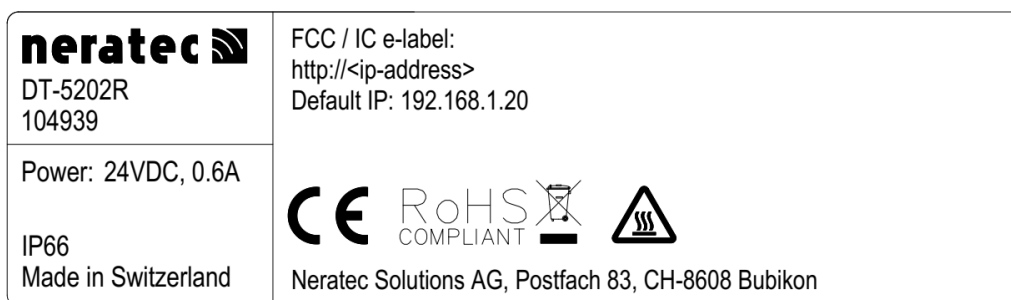 neratec
DT-5202R
104939
Power: 24VDC, 0.6A
IP66
Made in Switzerland
FCC / IC e-label:
http://<ip-address>
Default IP: 192.168.1.20
CE RoHS
COMPLIANT
Neratec Solutions AG, Postfach 83, CH-8608 Bubikon